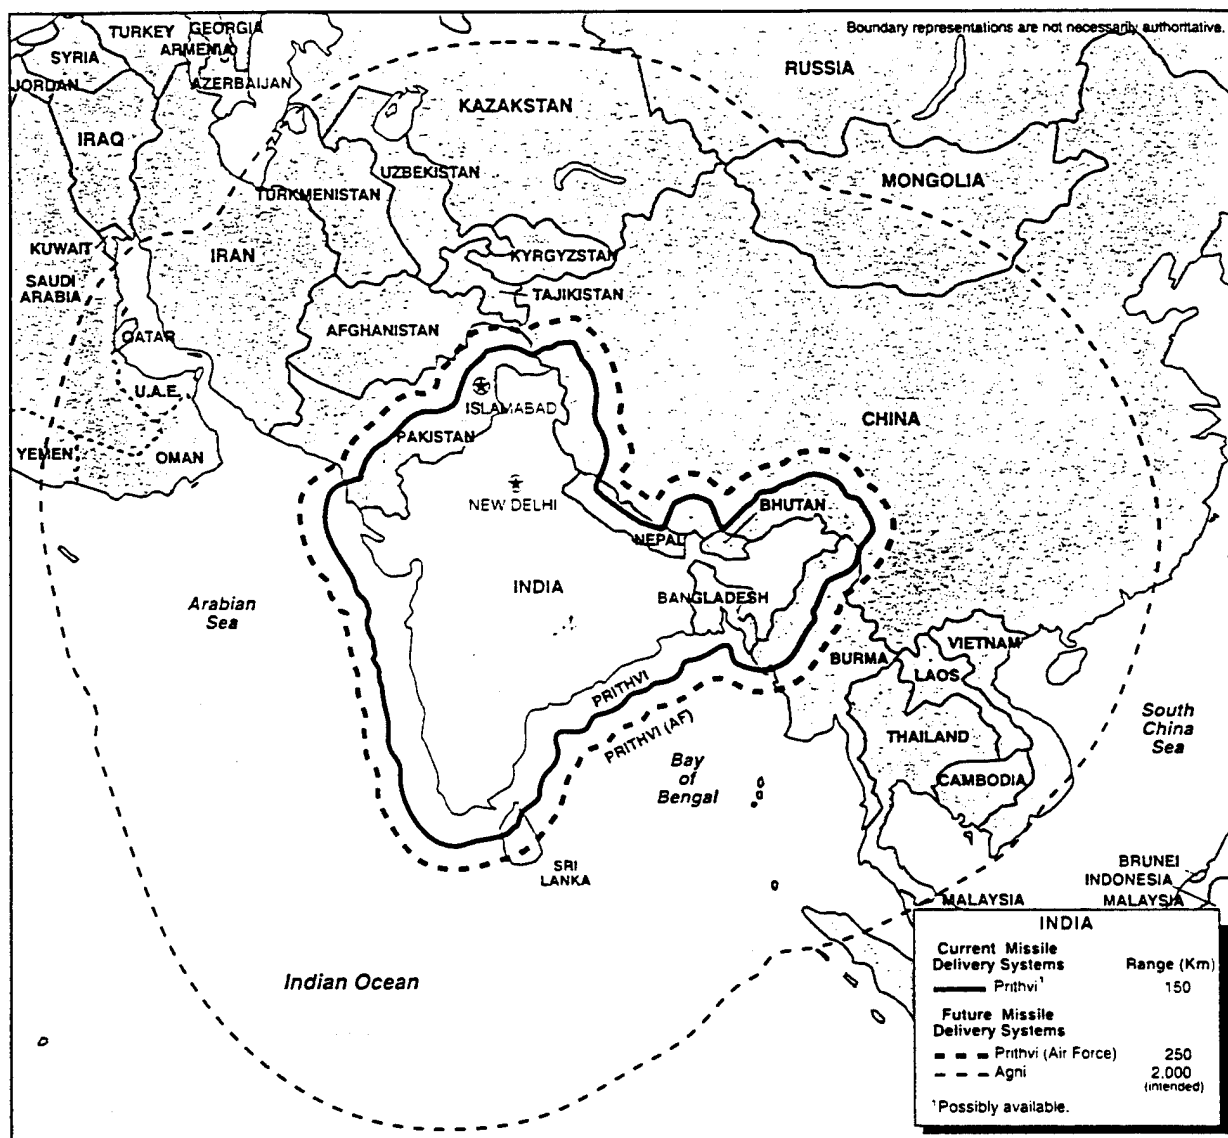 Boundary representations are not necessarily authoritative.
TURKEY
GEORGIA
ARMENIA
SYRIA
RUSSIA
JORDAN
AZERBAIJAN
KAZAKSTAN
IRAQ
UZBEKISTAN
MONGOLIA
TURKMENISTAN
KUWAIT
IRAN
KYRGYZSTAN
SAUDI
ARABIA
TAJIKISTAN
AFGHANISTAN
QATAR
U.A.E.
ISLAMABAD
CHINA
PAKISTAN
YEMEN
OMAN
NEW DELHI
BHUTAN
NEPAL
INDIA
BANGLADESH
Arabian
Sea
VIETNAM
BURMA
LAOS
PRITHVI
PRITHVI (AF)
South
China
Sea
THAILAND
Bay
of
Bengal
CAMBODIA
SRI
LANKA
BRUNEI
INDONESIA
MALAYSIA
MALAYSIA
Indian Ocean
INDIA
Current Missile
Delivery Systems Range (Km)
Prithvi¹ 150
Future Missile
Delivery Systems
Prithvi (Air Force) 250
Agni 2.000
(intended)
¹Possibly available.